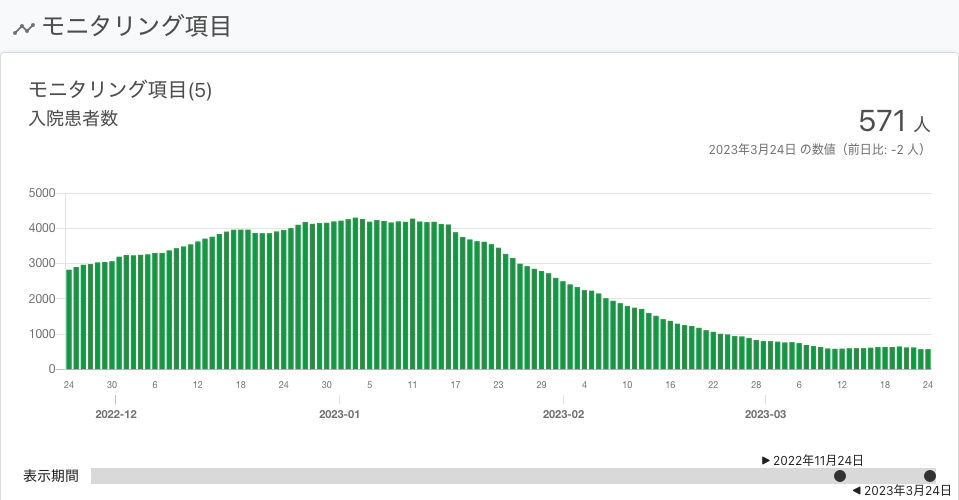 モニタリング項目
モニタリング項目(5)
入院患者数
571 人
2023年3月24日 の数値（前日比: -2 人）
5000
4000
3000
2000
1000
0
24 30 6 12 18 24 30 5 11 17 23 29 4 10 16 22 28 6 12 18 24
2022-12 2023-01 2023-02 2023-03
▶ 2022年11月24日
表示期間
◀ 2023年3月24日